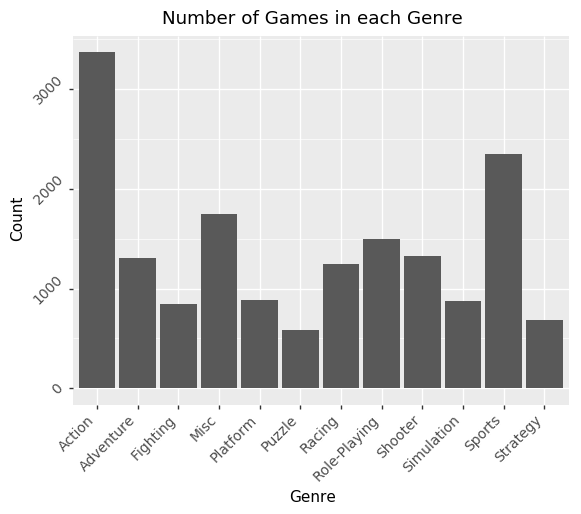 Number of Games in each Genre
3000
2000
1000
0
Count
Action
Adventure
Fighting
Misc
Platform
Puzzle
Racing
Role-Playing
Shooter
Simulation
Sports
Strategy
Genre